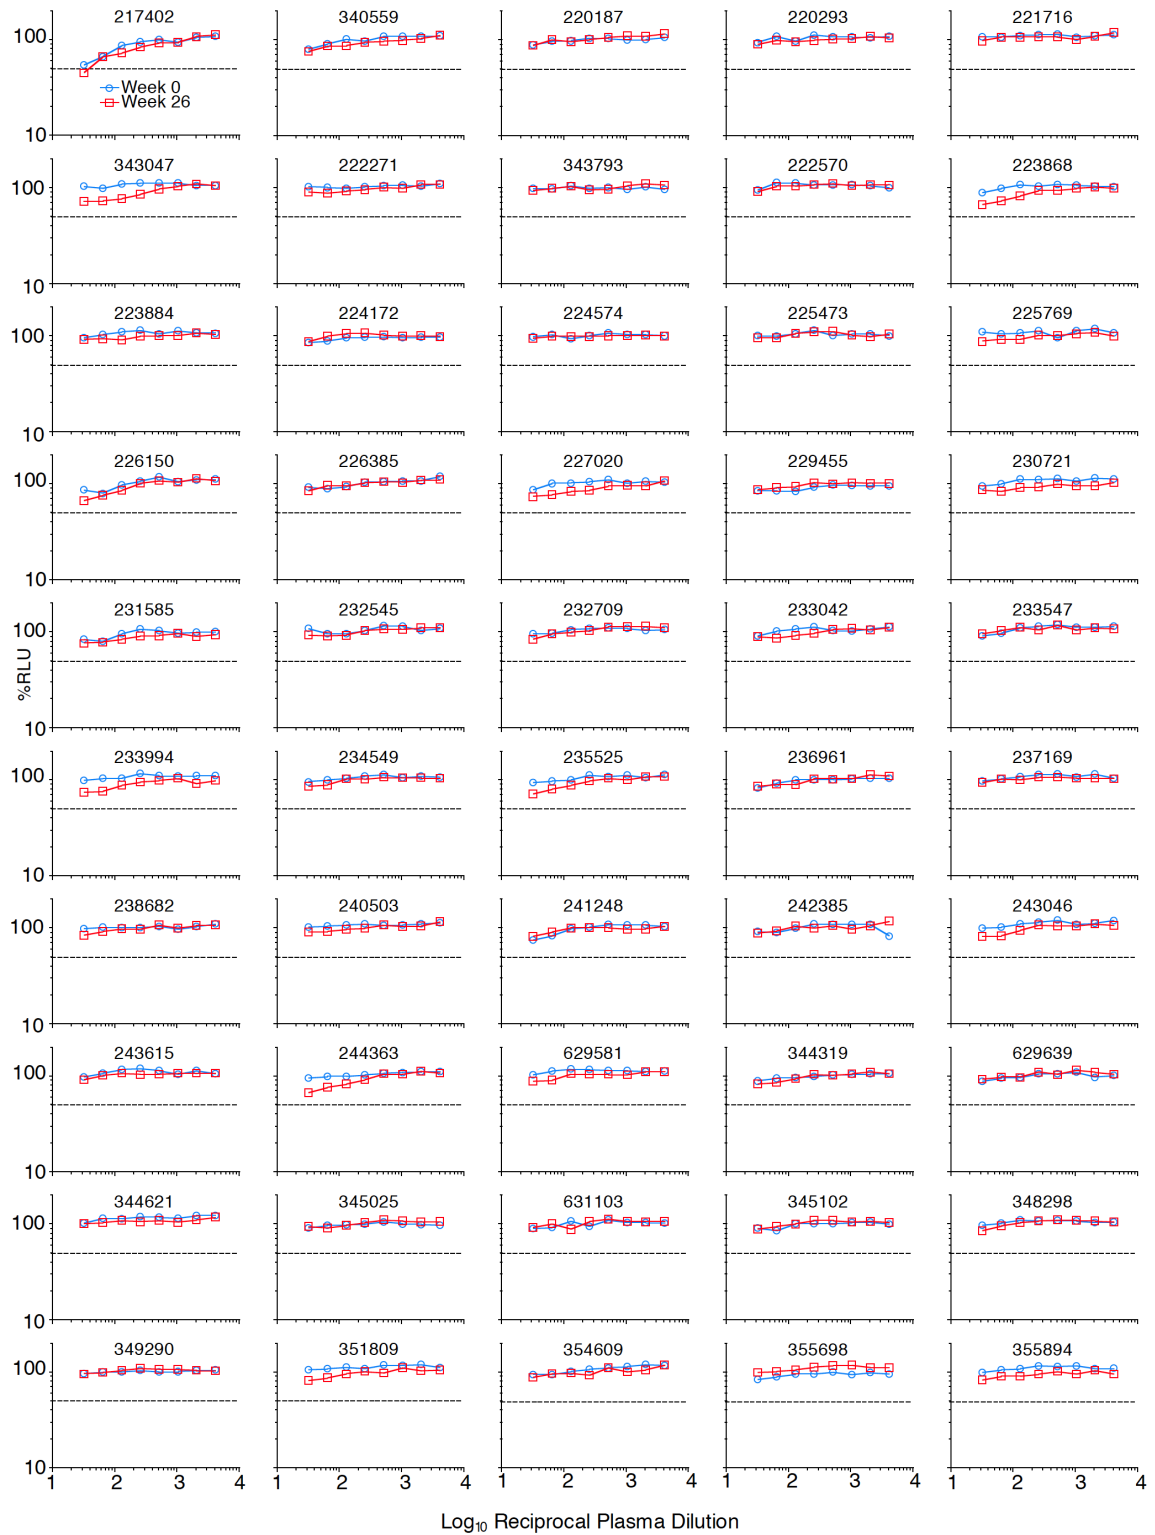 217402 340559 220187 220293 221716
100
Week 0
Week 26
10
343047 222271 343793 222570 223868
100
10
223884 224172 224574 225473 225769
100
10
226150 226385 227020 229455 230721
100
10
231585 232545 232709 233042 233547
100
%RLU
10
233994 234549 235525 236961 237169
100
10
238682 240503 241248 242385 243046
100
10
243615 244363 629581 344319 629639
100
10
344621 345025 631103 345102 348298
100
10
349290 351809 354609 355698 355894
100
10
1 2 3 4 1 2 3 4 1 2 3 4 1 2 3 4 1 2 3 4
Log₁₀ Reciprocal Plasma Dilution